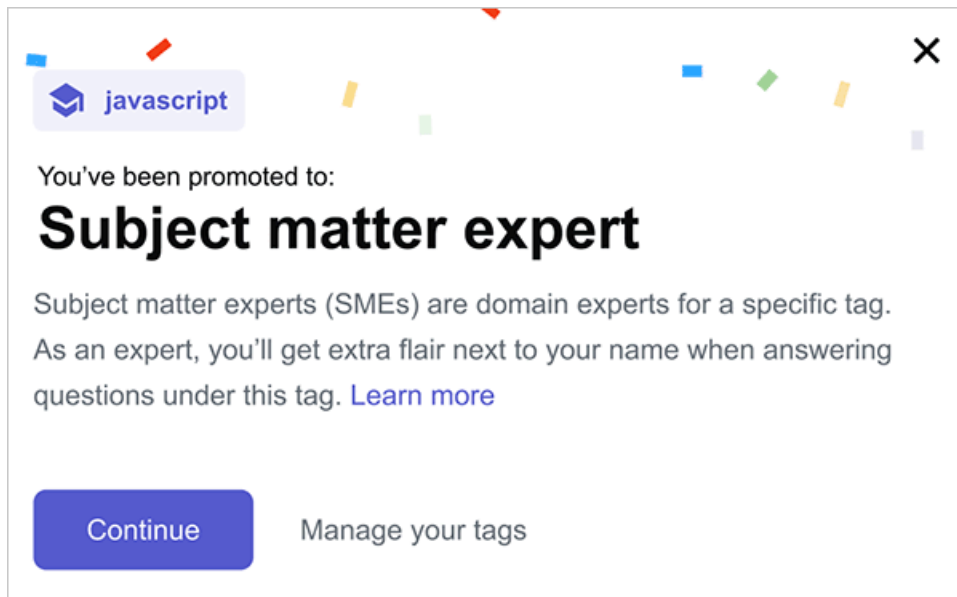 javascript
You’ve been promoted to:
Subject matter expert
Subject matter experts (SMEs) are domain experts for a specific tag.
As an expert, you’ll get extra flair next to your name when answering
questions under this tag. Learn more
Continue
Manage your tags